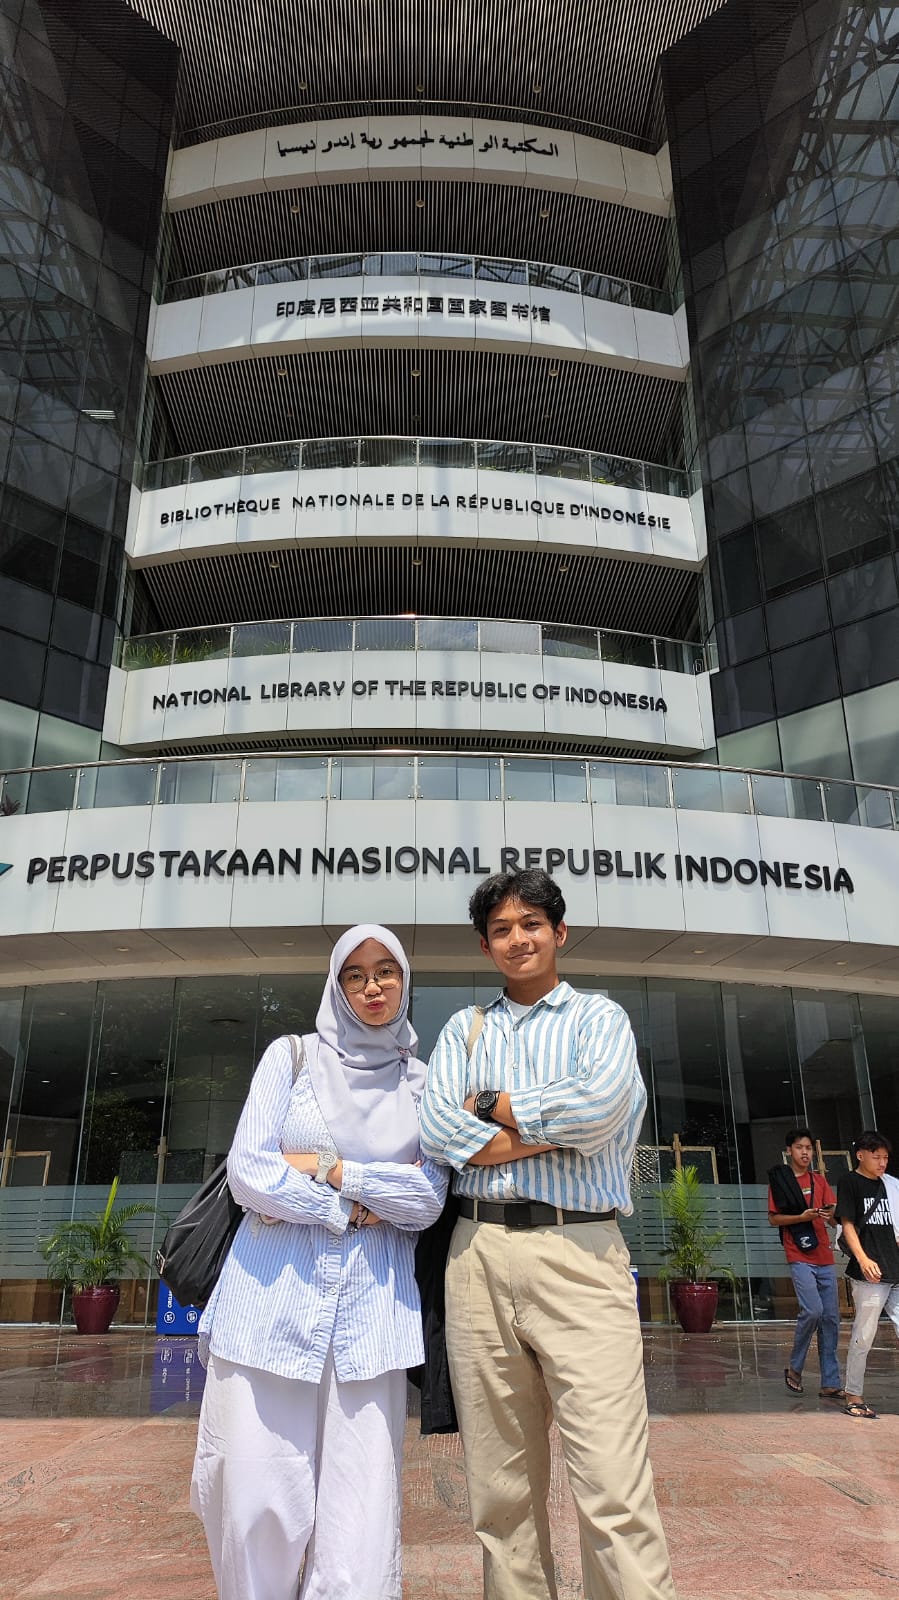 المكتبة الوطنية لجمهورية إندونيسيا
印度尼西亚共和国国家图书馆
BIBLIOTHÈQUE NATIONALE DE LA RÉPUBLIQUE D'INDONÉSIE
NATIONAL LIBRARY OF THE REPUBLIC OF INDONESIA
PERPUSTAKAAN NASIONAL REPUBLIK INDONESIA